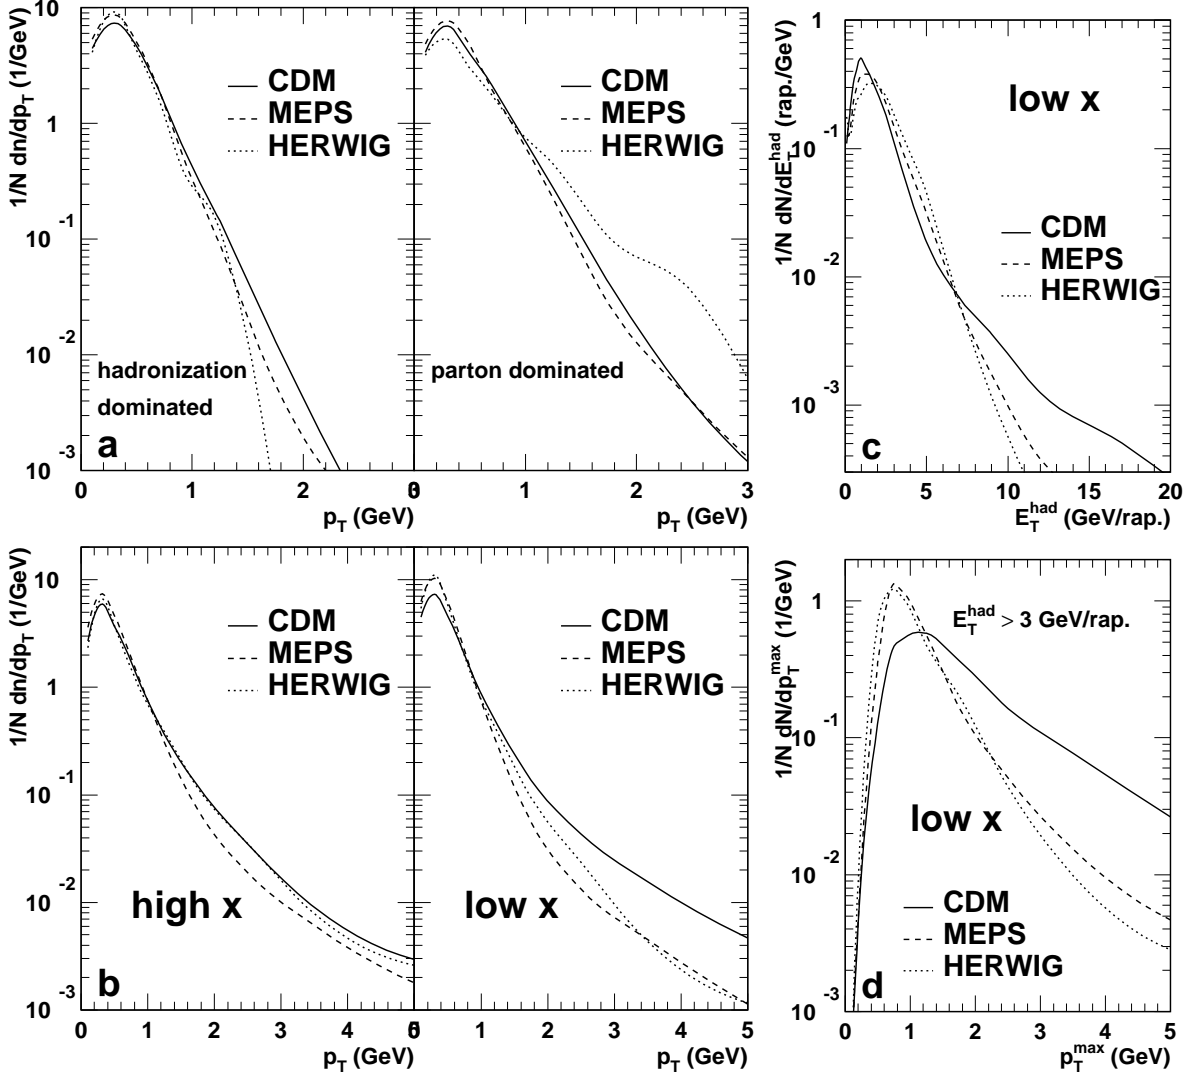 1/N dn/dp_T (1/GeV)
10
1
10 -1
10 -2
10 -3
CDM
MEPS
HERWIG
hadronization
dominated
a
0 1 2 3
p_T (GeV)
CDM
MEPS
HERWIG
parton dominated
0 1 2 3
p_T (GeV)
1/N dN/dE_T^had (rap./GeV)
1
10 -1
10 -2
10 -3
low x
CDM
MEPS
HERWIG
c
0 5 10 15 20
E_T^had (GeV/rap.)
1/N dn/dp_T (1/GeV)
10
1
10 -1
10 -2
10 -3
CDM
MEPS
HERWIG
high x
b
0 1 2 3 4 5
p_T (GeV)
CDM
MEPS
HERWIG
low x
0 1 2 3 4 5
p_T (GeV)
1/N dN/dp_T^max (1/GeV)
1
10 -1
10 -2
10 -3
E_T^had > 3 GeV/rap.
low x
CDM
MEPS
HERWIG
d
0 1 2 3 4 5
p_T^max (GeV)